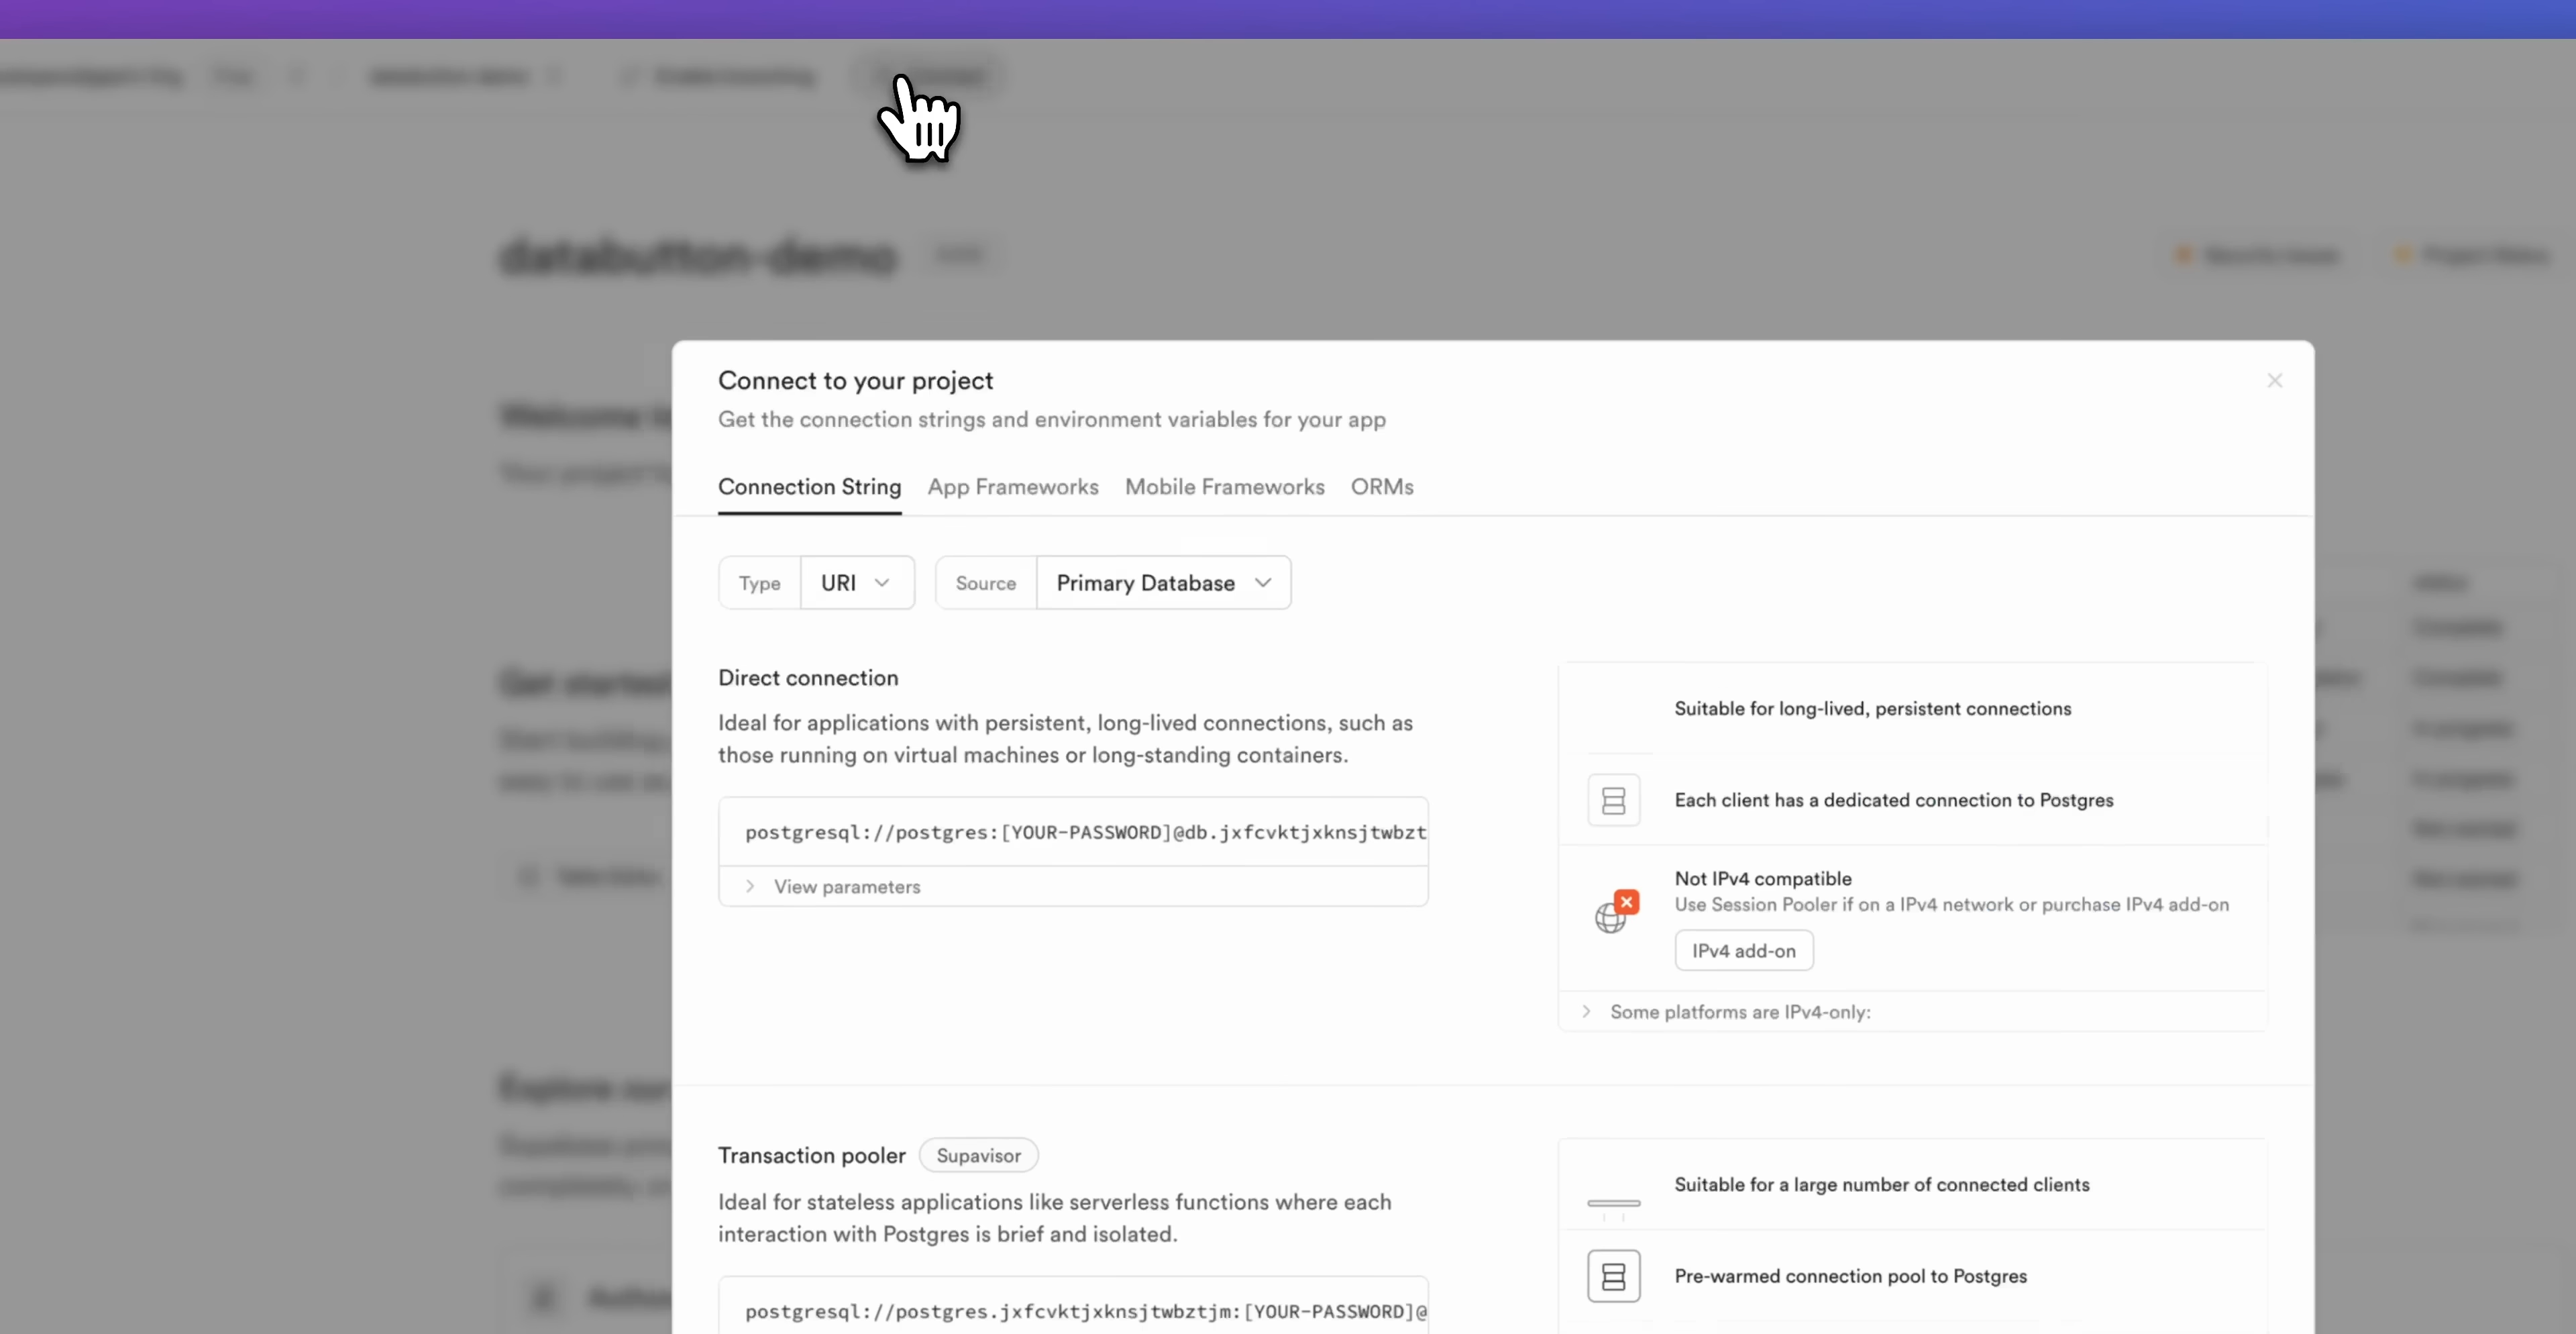 databutton-demo
Connect to your project
Get the connection strings and environment variables for your app
Connection String App Frameworks Mobile Frameworks ORMs
Type URI Source Primary Database
Direct connection
Ideal for applications with persistent, long-lived connections, such as
those running on virtual machines or long-standing containers.
postgresql://postgres:[YOUR-PASSWORD]@db.jxfcvktjxknsjtwbzt
View parameters
Suitable for long-lived, persistent connections
Each client has a dedicated connection to Postgres
Not IPv4 compatible
Use Session Pooler if on a IPv4 network or purchase IPv4 add-on
IPv4 add-on
Some platforms are IPv4-only:
Transaction pooler Supavisor
Ideal for stateless applications like serverless functions where each
interaction with Postgres is brief and isolated.
postgresql://postgres.jxfcvktjxknsjtwbztjm:[YOUR-PASSWORD]@
Suitable for a large number of connected clients
Pre-warmed connection pool to Postgres